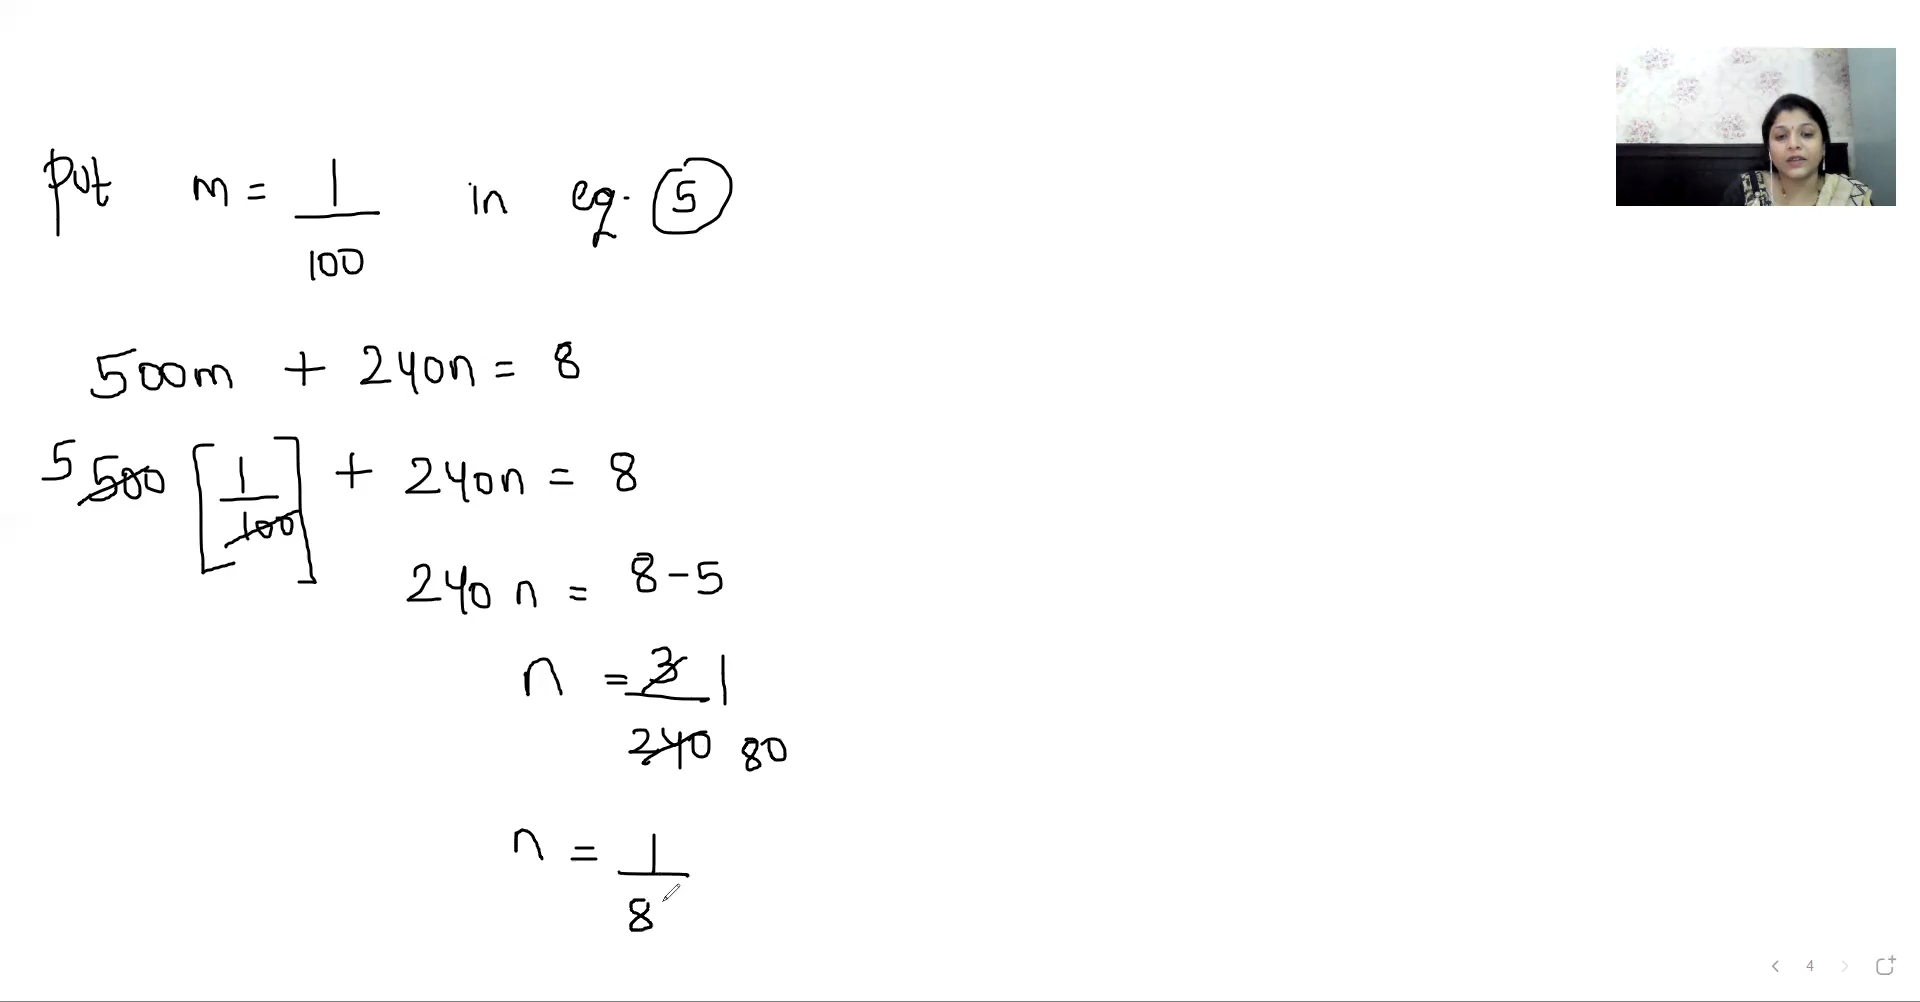 Put m = 1/100 in eq. 5
500m + 240n = 8
5 500 [1/100] + 240n = 8
240 n = 8-5
n = 3/240 1/80
n = 1/8
4